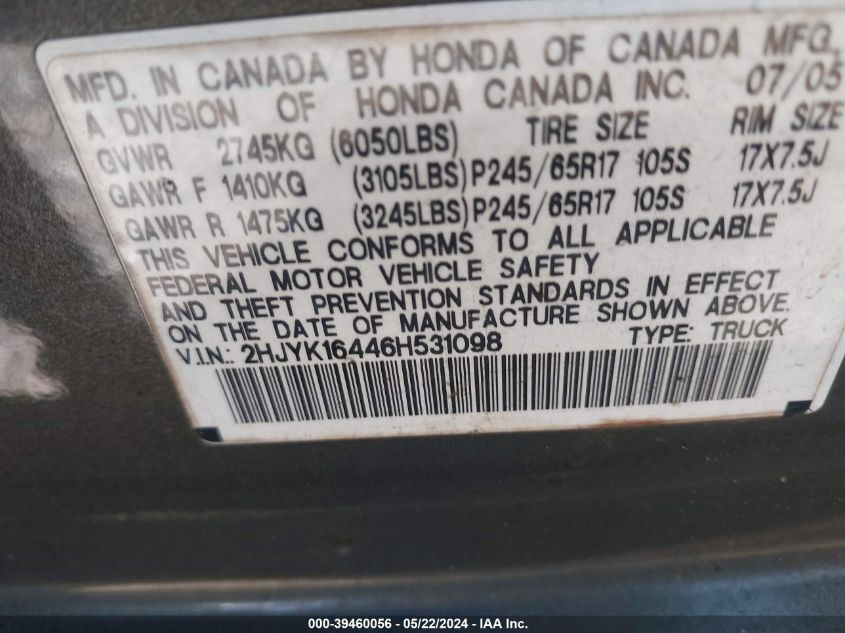 MFD. IN CANADA BY HONDA OF CANADA MFG.
A DIVISION OF HONDA CANADA INC. 07/05
GVWR 2745KG (6050LBS) TIRE SIZE RIM SIZE
GAWR F 1410KG (3105LBS) P245/65R17 105S 17X7.5J
GAWR R 1475KG (3245LBS) P245/65R17 105S 17X7.5J
THIS VEHICLE CONFORMS TO ALL APPLICABLE
FEDERAL MOTOR VEHICLE SAFETY
AND THEFT PREVENTION STANDARDS IN EFFECT
ON THE DATE OF MANUFACTURE SHOWN ABOVE.
V.I.N.: 2HJYK16446H531098 TYPE: TRUCK
000-39460056 - 05/22/2024 - IAA Inc.